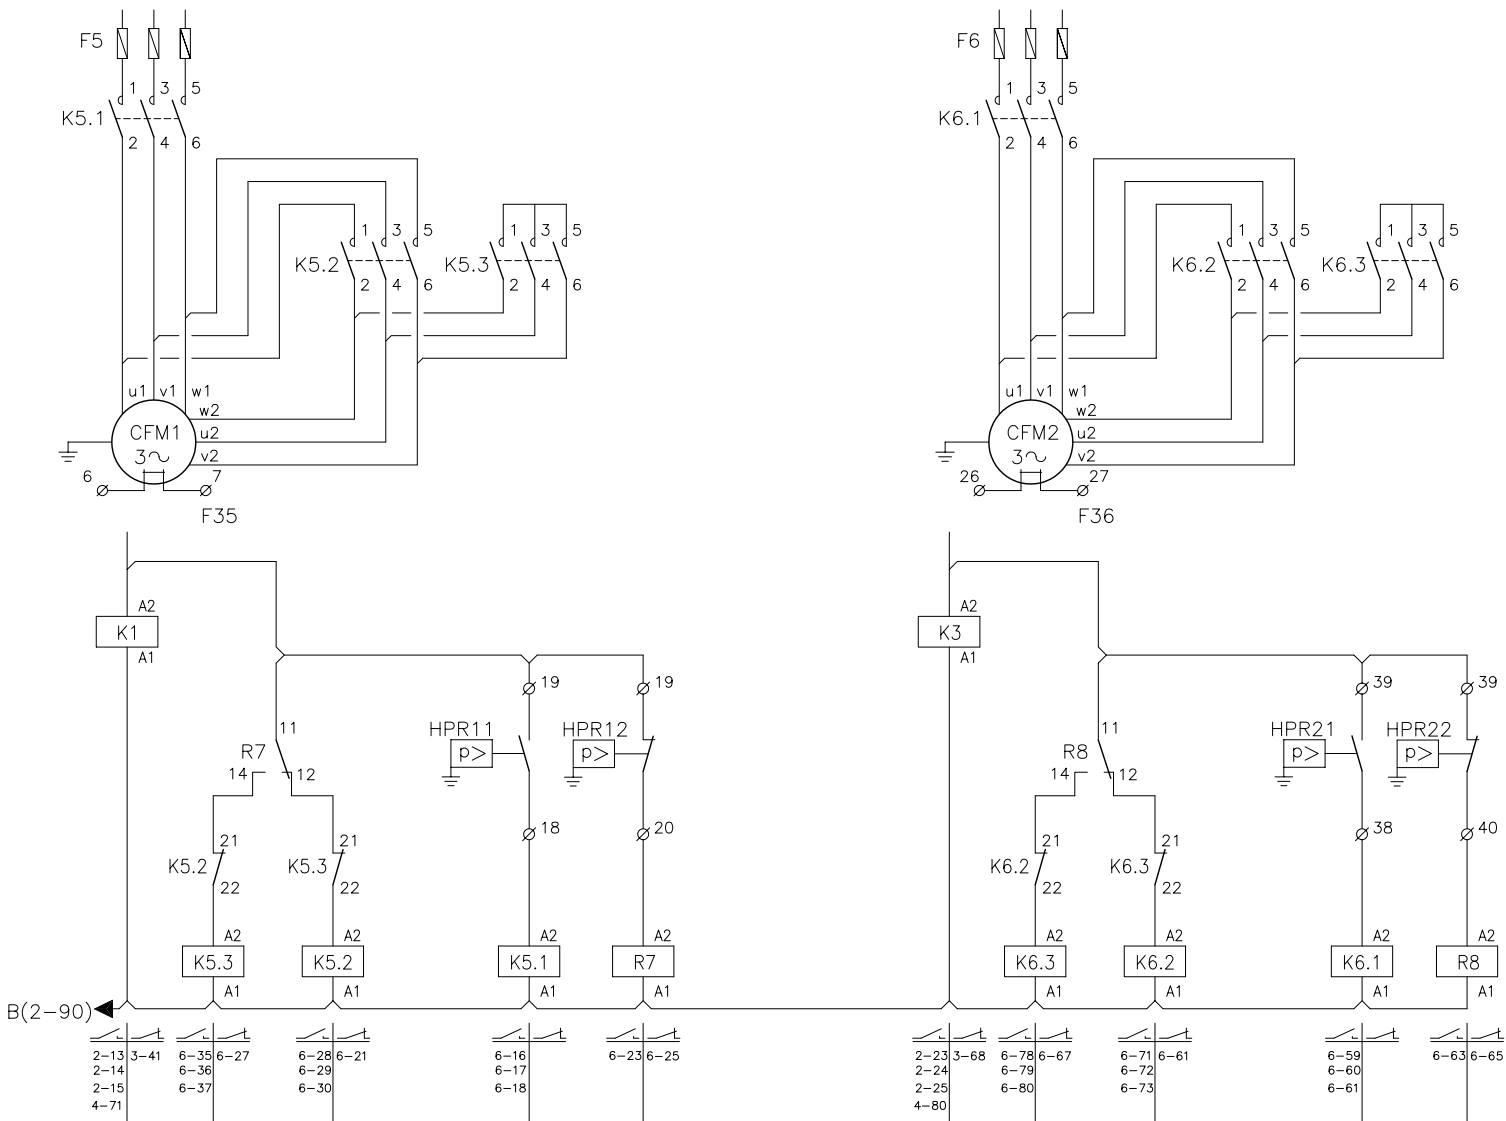 F5
F6
1 3 5
1 3 5
K5.1
K6.1
2 4 6
2 4 6
1 3 5
1 3 5
1 3 5
1 3 5
K5.2
K5.3
K6.2
K6.3
2 4 6
2 4 6
2 4 6
2 4 6
u1 v1 w1
u1 v1 w1
w2
w2
CFM1
u2
CFM2
u2
3~
v2
3~
v2
6
7
26
27
F35
F36
A2
A2
K1
K3
A1
A1
19
19
39
39
11
HPR11
HPR12
11
HPR21
HPR22
R7
p>
p>
R8
p>
p>
14
12
14
12
18
20
38
40
21
21
21
21
K5.2
K5.3
K6.2
K6.3
22
22
22
22
A2
A2
A2
A2
A2
A2
A2
A2
K5.3
K5.2
K5.1
R7
K6.3
K6.2
K6.1
R8
A1
A1
A1
A1
A1
A1
A1
A1
B(2-90)
2-13 3-41
6-35 6-27
6-28 6-21
6-16
6-23 6-25
2-23 3-68
6-78 6-67
6-71 6-61
6-59
6-63 6-65
2-14
6-36
6-29
6-17
2-24
6-79
6-72
6-60
2-15
6-37
6-30
6-18
2-25
6-80
6-73
6-61
4-71
4-80